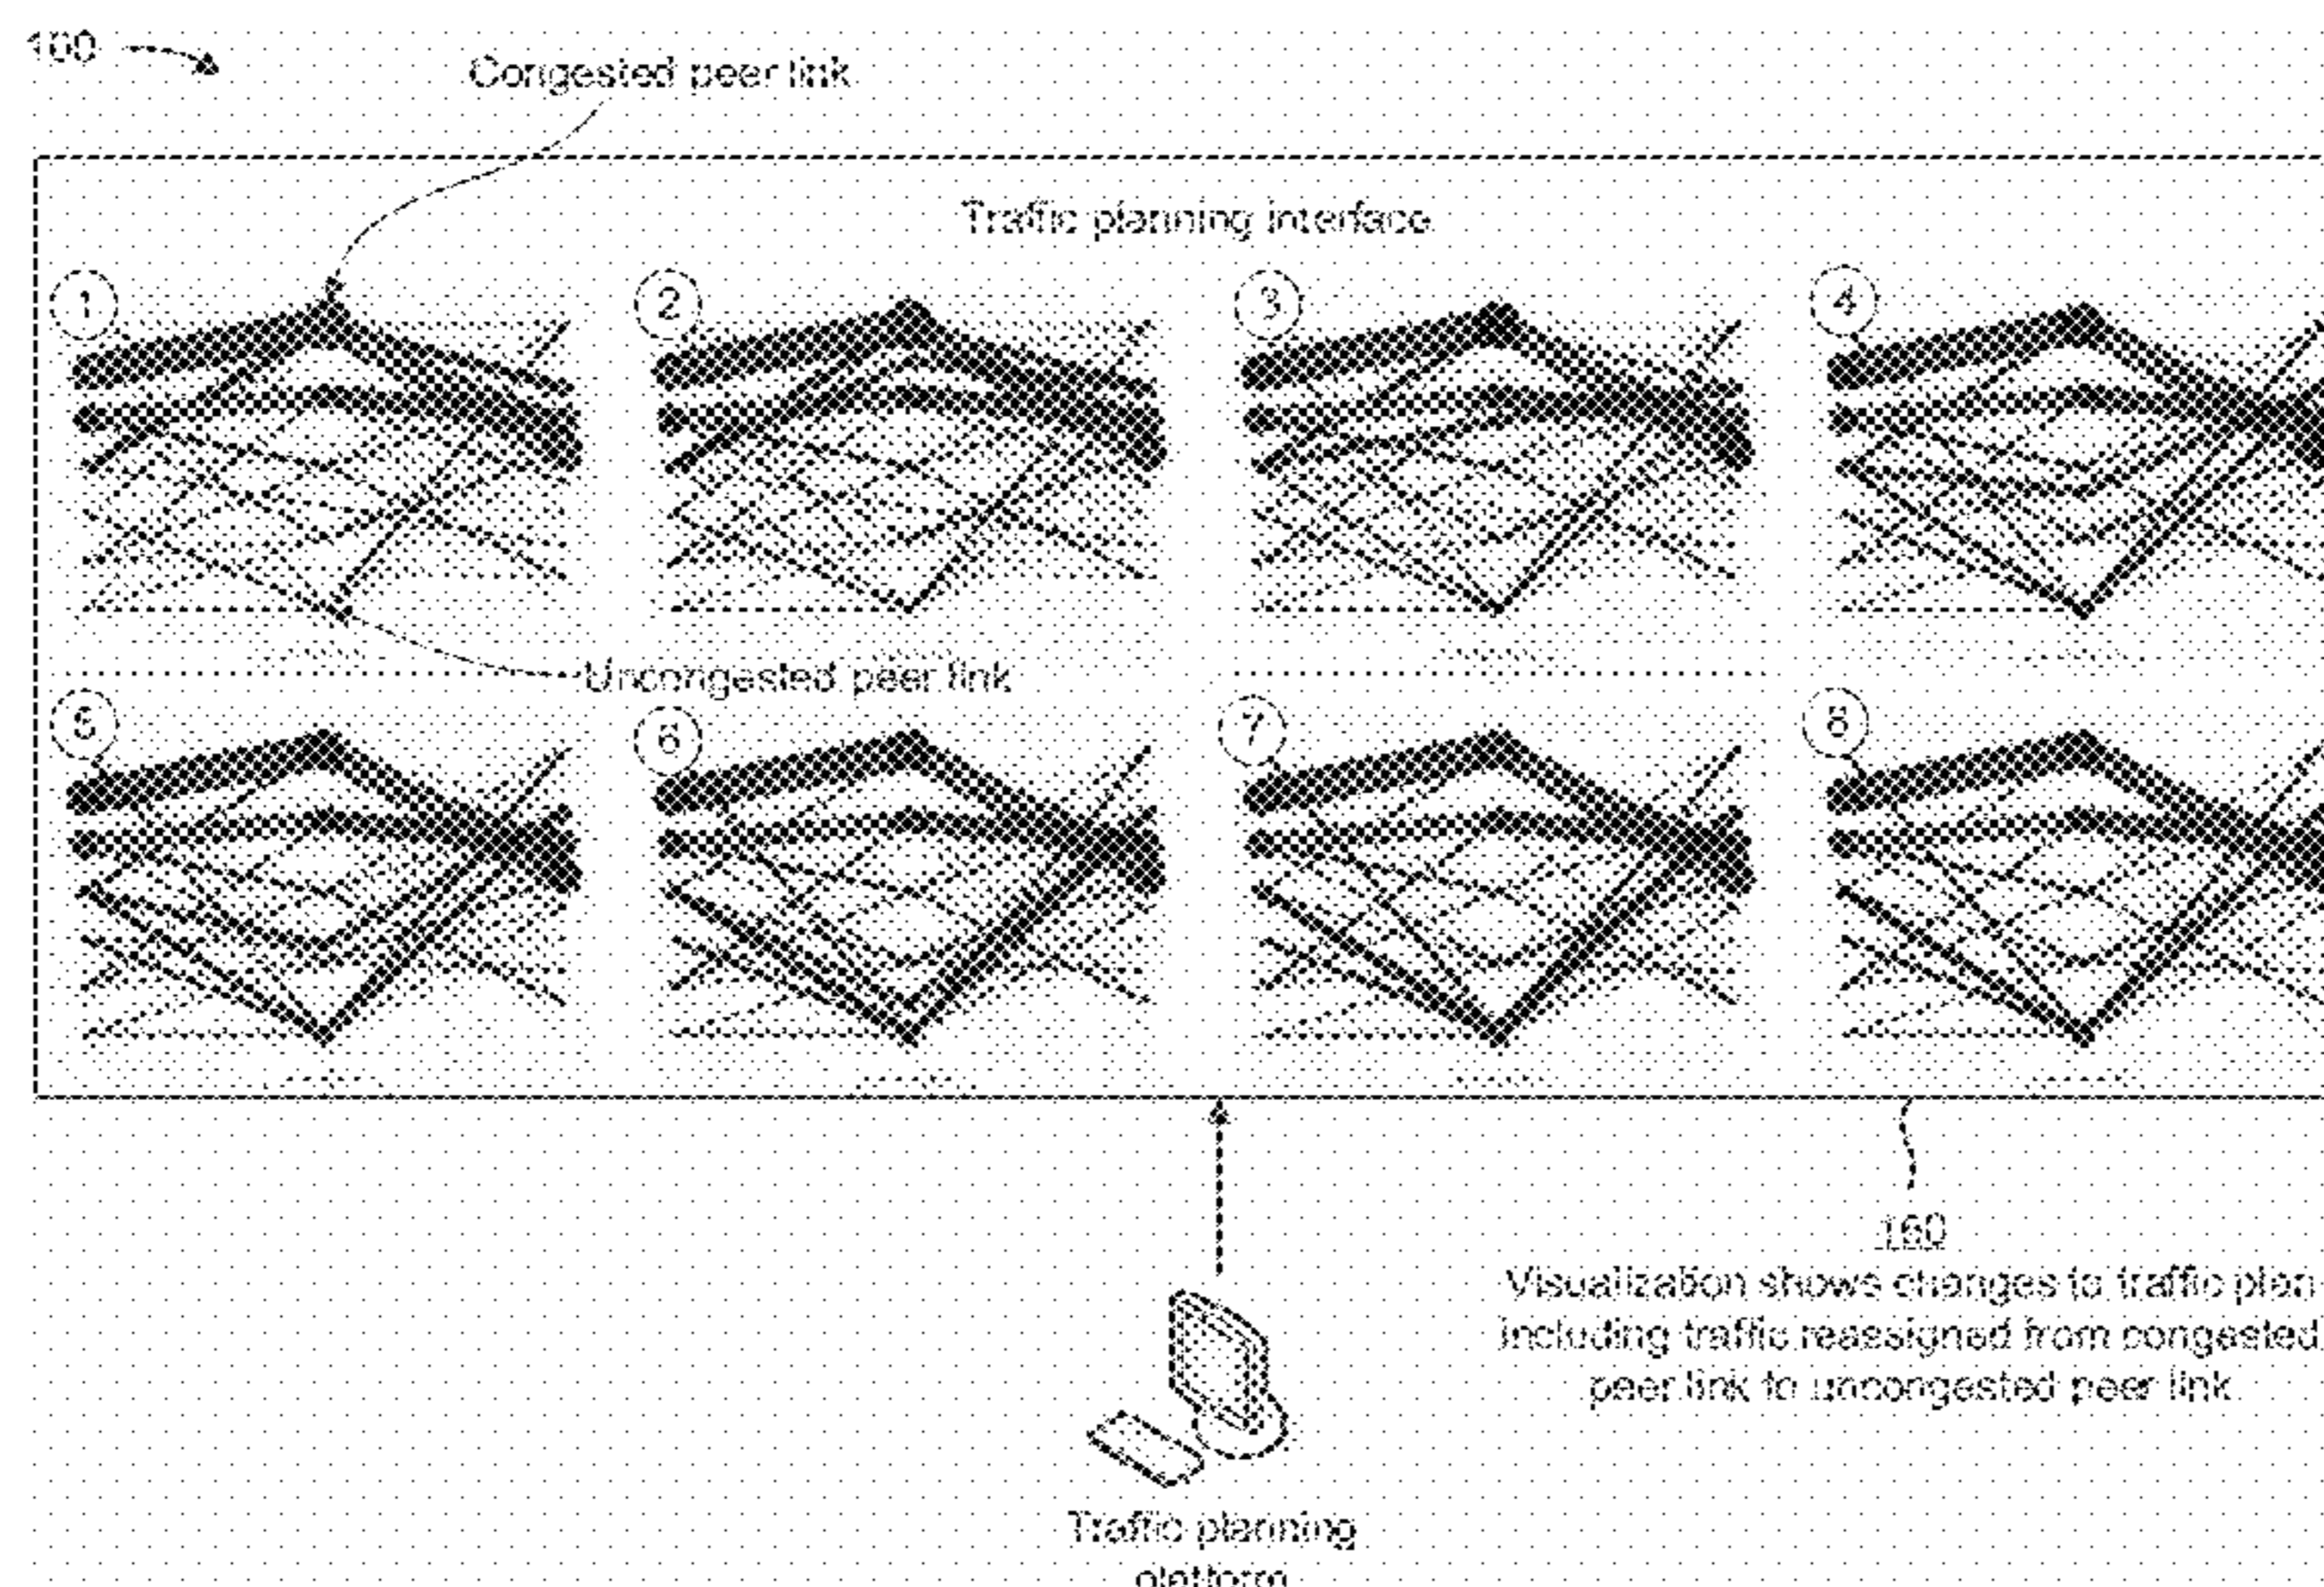 100
Congested peer link
Traffic planning interface
1
2
3
4
Uncongested peer link
5
6
7
8
160
Visualization shows changes to traffic plan
including traffic reassigned from congested
peer link to uncongested peer link
Traffic planning
platform